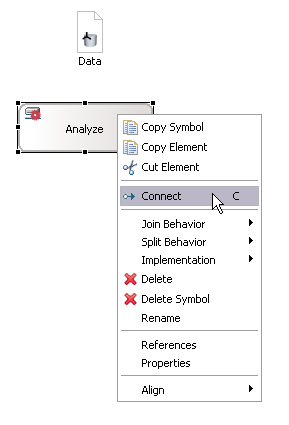 Data
Analyze
Copy Symbol
Copy Element
Cut Element
Connect C
Join Behavior
Split Behavior
Implementation
Delete
Delete Symbol
Rename
References
Properties
Align